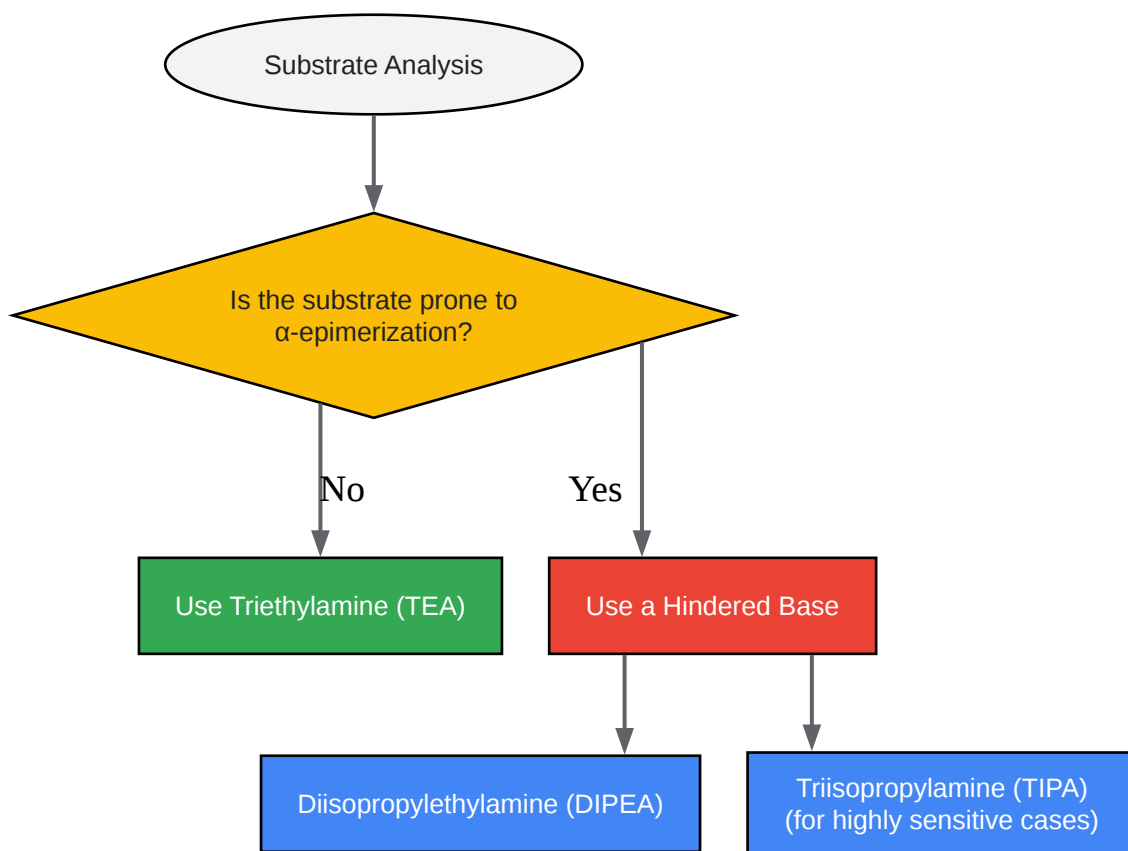 Substrate Analysis
Is the substrate prone to
α-epimerization?
No
Yes
Use Triethylamine (TEA)
Use a Hindered Base
Diisopropylethylamine (DIPEA)
Triisopropylamine (TIPA)
(for highly sensitive cases)